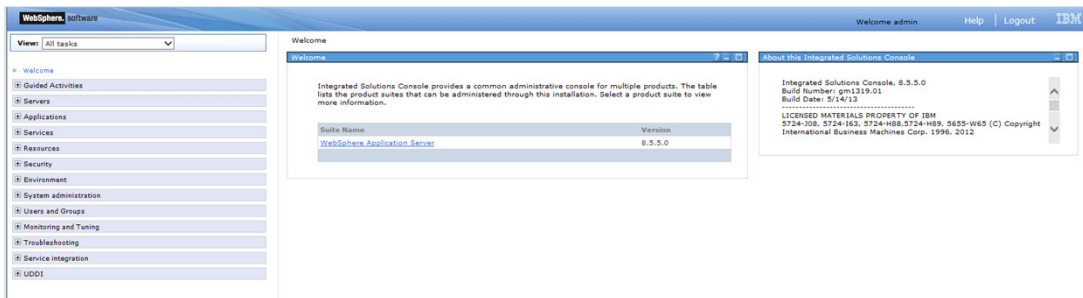 WebSphere. software
Welcome admin Help | Logout IBM
View: All tasks
Welcome
Guided Activities
Servers
Applications
Services
Resources
Security
Environment
System administration
Users and Groups
Monitoring and Tuning
Troubleshooting
Service integration
UDDI
Welcome
Welcome ? - □
Integrated Solutions Console provides a common administrative console for multiple products. The table
lists the product suites that can be administered through this installation. Select a product suite to view
more information.
Suite Name Version
WebSphere Application Server 8.5.5.0
About this Integrated Solutions Console - □
Integrated Solutions Console, 8.5.5.0
Build Number: gm1319.01
Build Date: 5/14/13
----------------------------------------
LICENSED MATERIALS PROPERTY OF IBM
5724-J08, 5724-I63, 5724-H88,5724-H89, 5655-W65 (C) Copyright
International Business Machines Corp. 1996, 2012